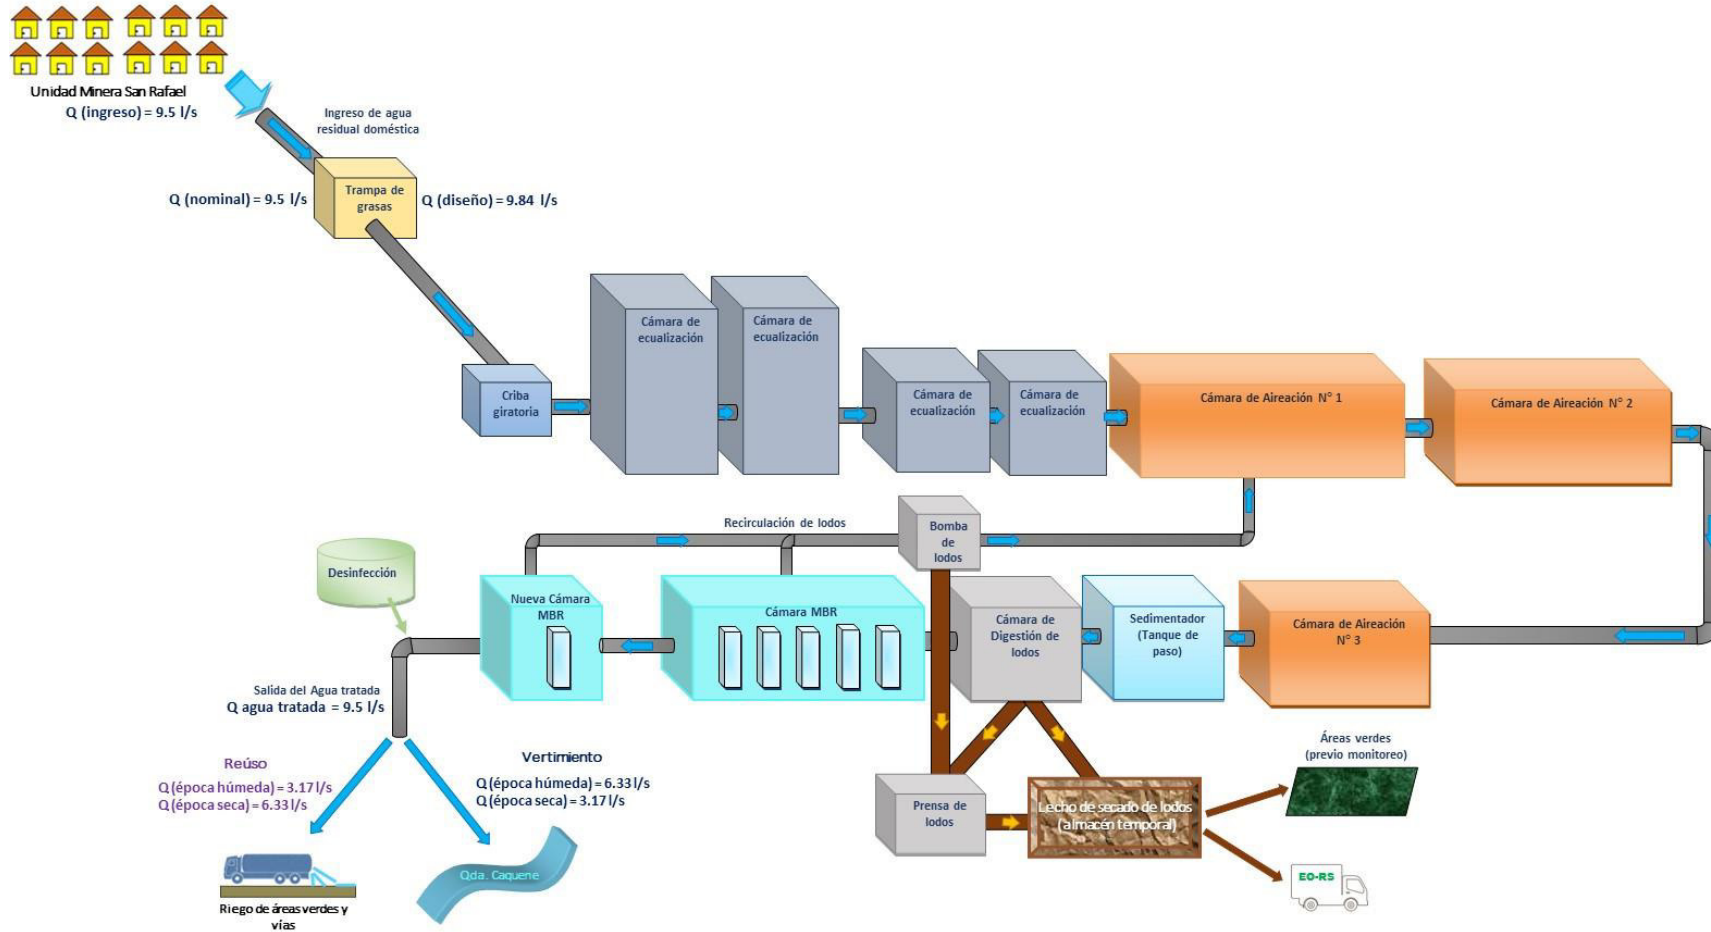 Unidad Minera San Rafael
Q (ingreso) = 9.5 l/s
Ingreso de agua
residual doméstica
Q (nominal) = 9.5 l/s
Trampa de
grasas
Q (diseño) = 9.84 l/s
Criba
giratoria
Cámara de
ecualización
Cámara de
ecualización
Cámara de
ecualización
Cámara de
ecualización
Cámara de Aireación N° 1
Cámara de Aireación N° 2
Recirculación de lodos
Bomba
de
lodos
Desinfección
Nueva Cámara
MBR
Cámara MBR
Cámara de
Digestión de
lodos
Sedimentador
(Tanque de
paso)
Cámara de Aireación
N° 3
Salida del Agua tratada
Q agua tratada = 9.5 l/s
Reúso
Q (época húmeda) = 3.17 l/s
Q (época seca) = 6.33 l/s
Vertimiento
Q (época húmeda) = 6.33 l/s
Q (época seca) = 3.17 l/s
Áreas verdes
(previo monitoreo)
Prensa de
lodos
Lecho de secado de lodos
(almacén temporal)
Qda. Caquene
EO-RS
Riego de áreas verdes y
vías